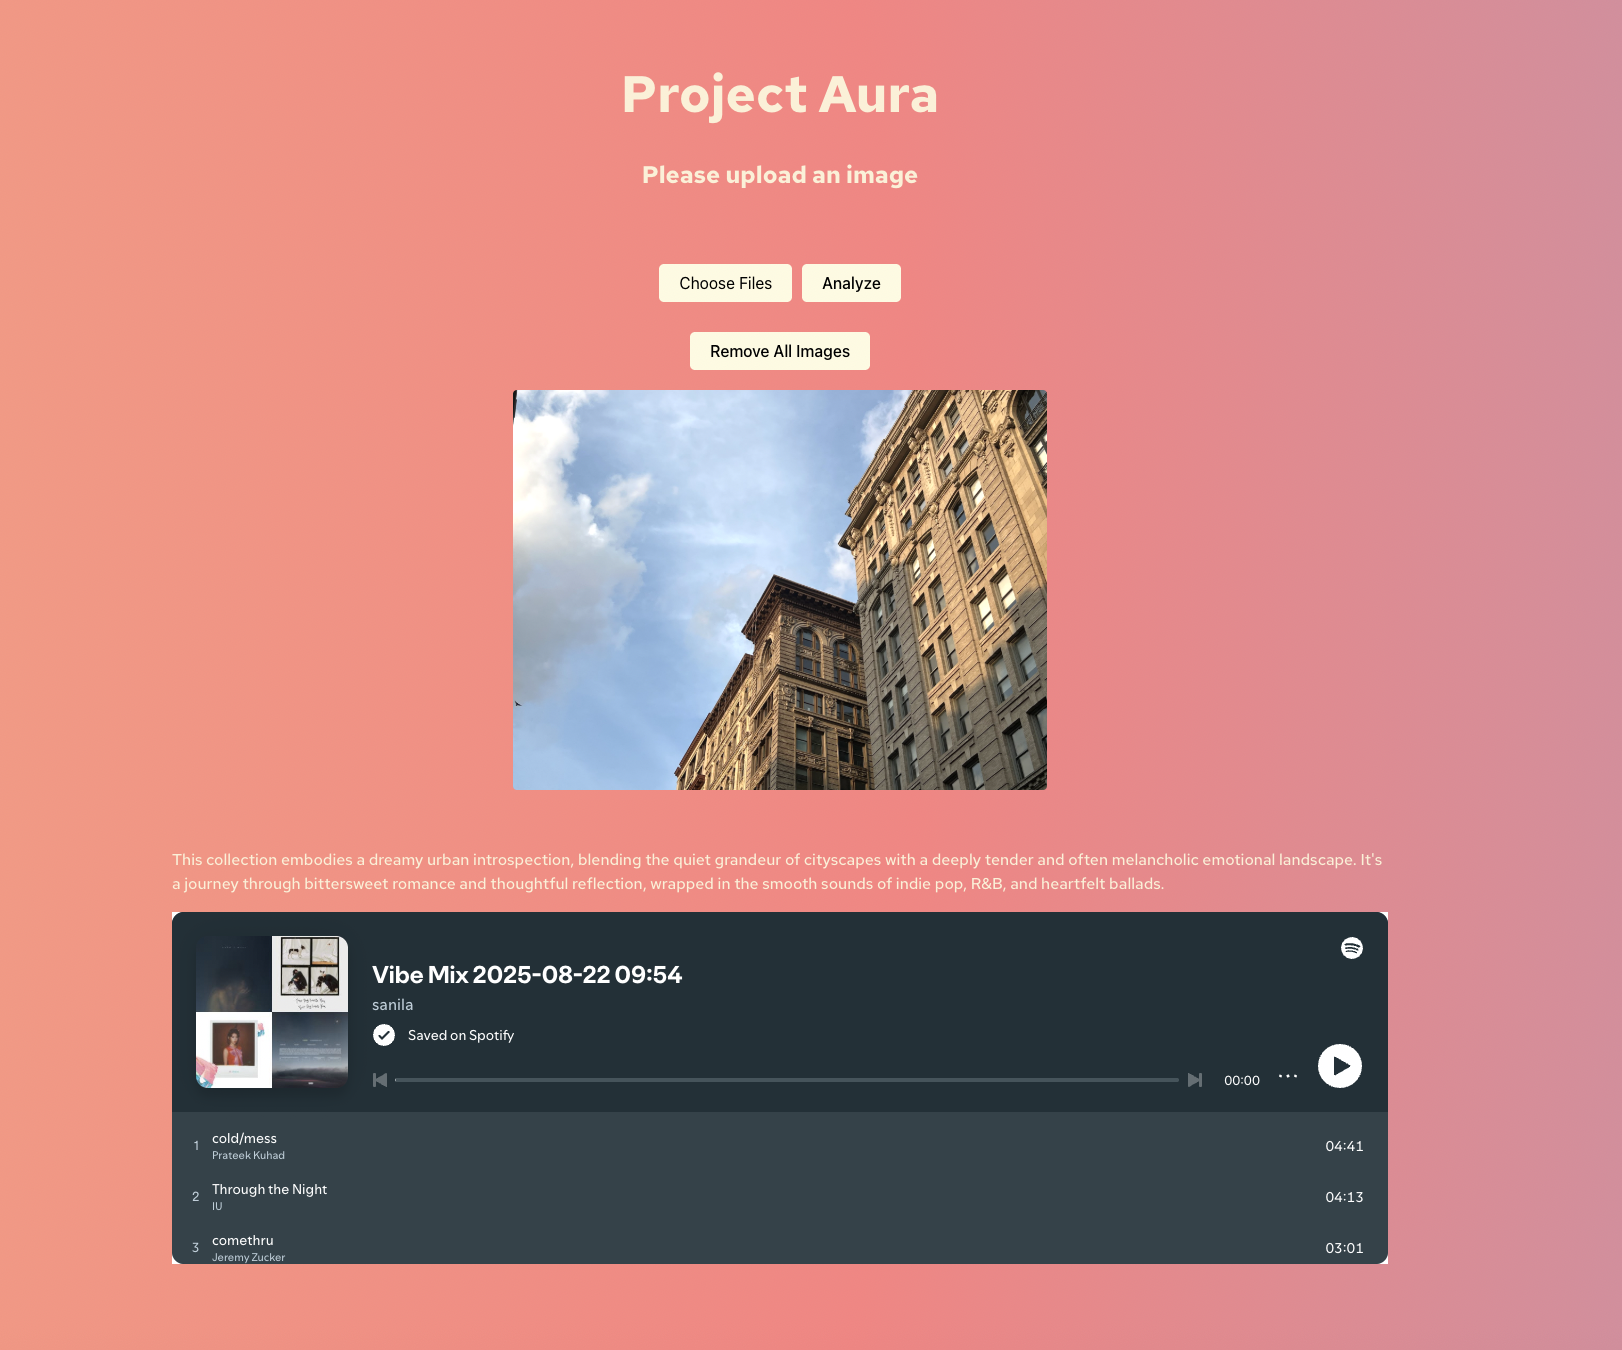 Project Aura
Please upload an image
Choose Files
Analyze
Remove All Images
This collection embodies a dreamy urban introspection, blending the quiet grandeur of cityscapes with a deeply tender and often melancholic emotional landscape. It's
a journey through bittersweet romance and thoughtful reflection, wrapped in the smooth sounds of indie pop, R&B, and heartfelt ballads.
Vibe Mix 2025-08-22 09:54
sanila
Saved on Spotify
00:00
1 cold/mess 04:41
Prateek Kuhad
2 Through the Night 04:13
IU
3 comethru 03:01
Jeremy Zucker